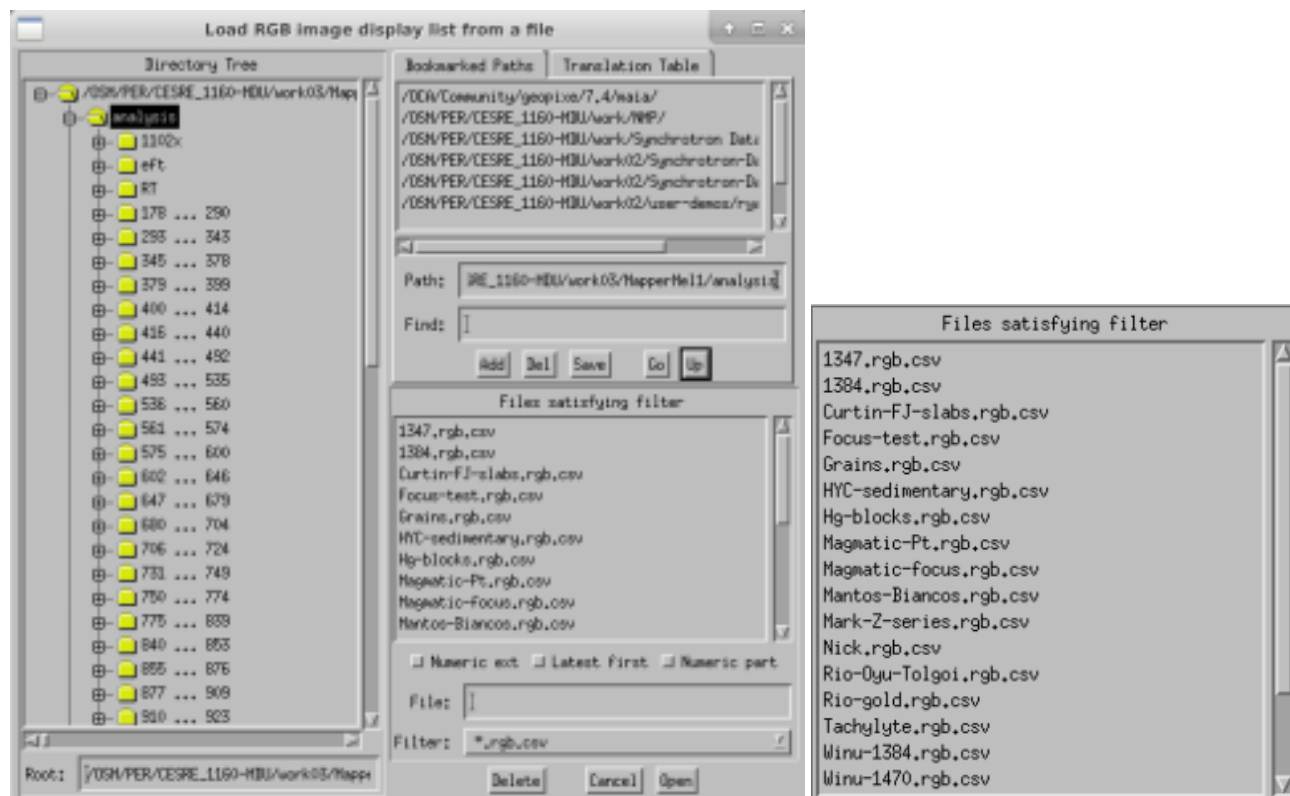 Load RGB image display list from a file
Directory Tree
/OSM/PER/CESRE_1160-MDU/work03/Mapp
analysis
1102x
eft
RT
178 ... 290
293 ... 343
345 ... 378
379 ... 399
400 ... 414
416 ... 440
441 ... 492
493 ... 535
536 ... 560
561 ... 574
575 ... 600
602 ... 646
647 ... 679
680 ... 704
706 ... 724
731 ... 749
750 ... 774
775 ... 839
840 ... 853
855 ... 876
877 ... 909
910 ... 923
Root: /OSM/PER/CESRE_1160-MDU/work03/Mappe
Bookmarked Paths
Translation Table
/OCA/Community/geopixe/7.4/maia/
/OSM/PER/CESRE_1160-MDU/work/NMP/
/OSM/PER/CESRE_1160-MDU/work/Synchrotron Data
/OSM/PER/CESRE_1160-MDU/work02/Synchrotron-Da
/OSM/PER/CESRE_1160-MDU/work02/Synchrotron-Da
/OSM/PER/CESRE_1160-MDU/work02/user-demos/rya
Path: RE_1160-MDU/work03/MapperMel1/analysis
Find:
Add Del Save Go Up
Files satisfying filter
1347.rgb.csv
1384.rgb.csv
Curtin-FJ-slabs.rgb.csv
Focus-test.rgb.csv
Grains.rgb.csv
HYC-sedimentary.rgb.csv
Hg-blocks.rgb.csv
Magmatic-Pt.rgb.csv
Magmatic-focus.rgb.csv
Mantos-Biancos.rgb.csv
Numeric ext Latest first Numeric part
File:
Filter: *.rgb.csv
Delete Cancel Open
Files satisfying filter
1347.rgb.csv
1384.rgb.csv
Curtin-FJ-slabs.rgb.csv
Focus-test.rgb.csv
Grains.rgb.csv
HYC-sedimentary.rgb.csv
Hg-blocks.rgb.csv
Magmatic-Pt.rgb.csv
Magmatic-focus.rgb.csv
Mantos-Biancos.rgb.csv
Mark-Z-series.rgb.csv
Nick.rgb.csv
Rio-Oyu-Tolgoi.rgb.csv
Rio-gold.rgb.csv
Tachylyte.rgb.csv
Winu-1384.rgb.csv
Winu-1470.rgb.csv